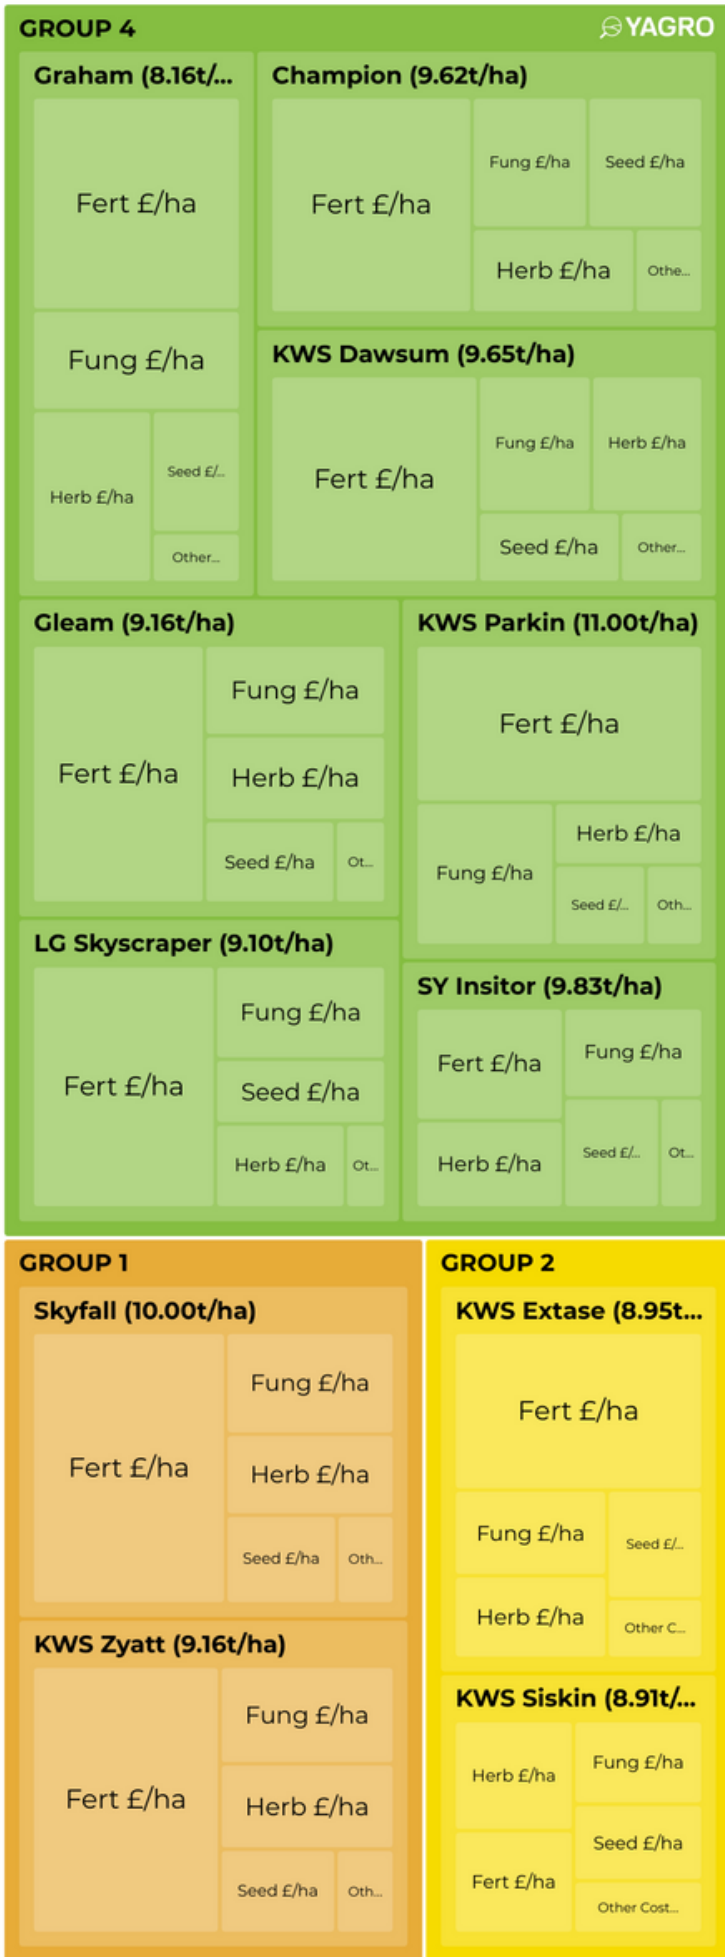 GROUP 4
YAGRO
Graham (8.16t/...
Fert £/ha
Fung £/ha
Herb £/ha
Seed £/...
Other...
Champion (9.62t/ha)
Fert £/ha
Fung £/ha
Seed £/ha
Herb £/ha
Othe...
KWS Dawsum (9.65t/ha)
Fert £/ha
Fung £/ha
Herb £/ha
Seed £/ha
Other...
Gleam (9.16t/ha)
Fert £/ha
Fung £/ha
Herb £/ha
Seed £/ha
Ot...
KWS Parkin (11.00t/ha)
Fert £/ha
Fung £/ha
Herb £/ha
Seed £/...
Oth...
LG Skyscraper (9.10t/ha)
Fert £/ha
Fung £/ha
Seed £/ha
Herb £/ha
Ot...
SY Insitor (9.83t/ha)
Fert £/ha
Fung £/ha
Herb £/ha
Seed £/...
Ot...
GROUP 1
Skyfall (10.00t/ha)
Fert £/ha
Fung £/ha
Herb £/ha
Seed £/ha
Oth...
KWS Zyatt (9.16t/ha)
Fert £/ha
Fung £/ha
Herb £/ha
Seed £/ha
Oth...
GROUP 2
KWS Extase (8.95t...
Fert £/ha
Fung £/ha
Seed £/...
Herb £/ha
Other C...
KWS Siskin (8.91t/...
Herb £/ha
Fung £/ha
Fert £/ha
Seed £/ha
Other Cost...